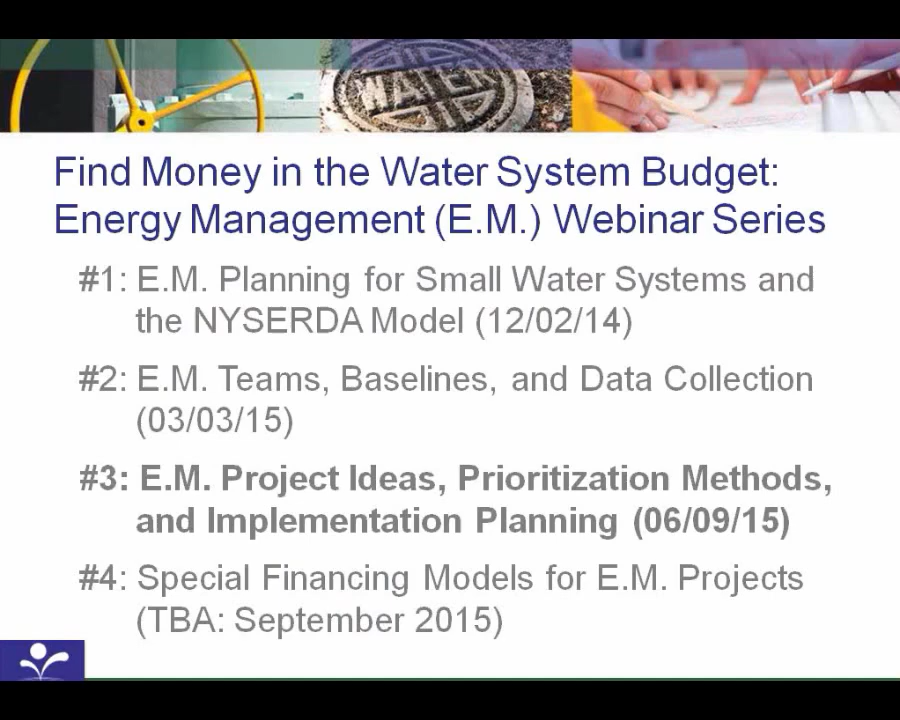 WATER
Find Money in the Water System Budget:
Energy Management (E.M.) Webinar Series
#1: E.M. Planning for Small Water Systems and
the NYSERDA Model (12/02/14)
#2: E.M. Teams, Baselines, and Data Collection
(03/03/15)
#3: E.M. Project Ideas, Prioritization Methods,
and Implementation Planning (06/09/15)
#4: Special Financing Models for E.M. Projects
(TBA: September 2015)